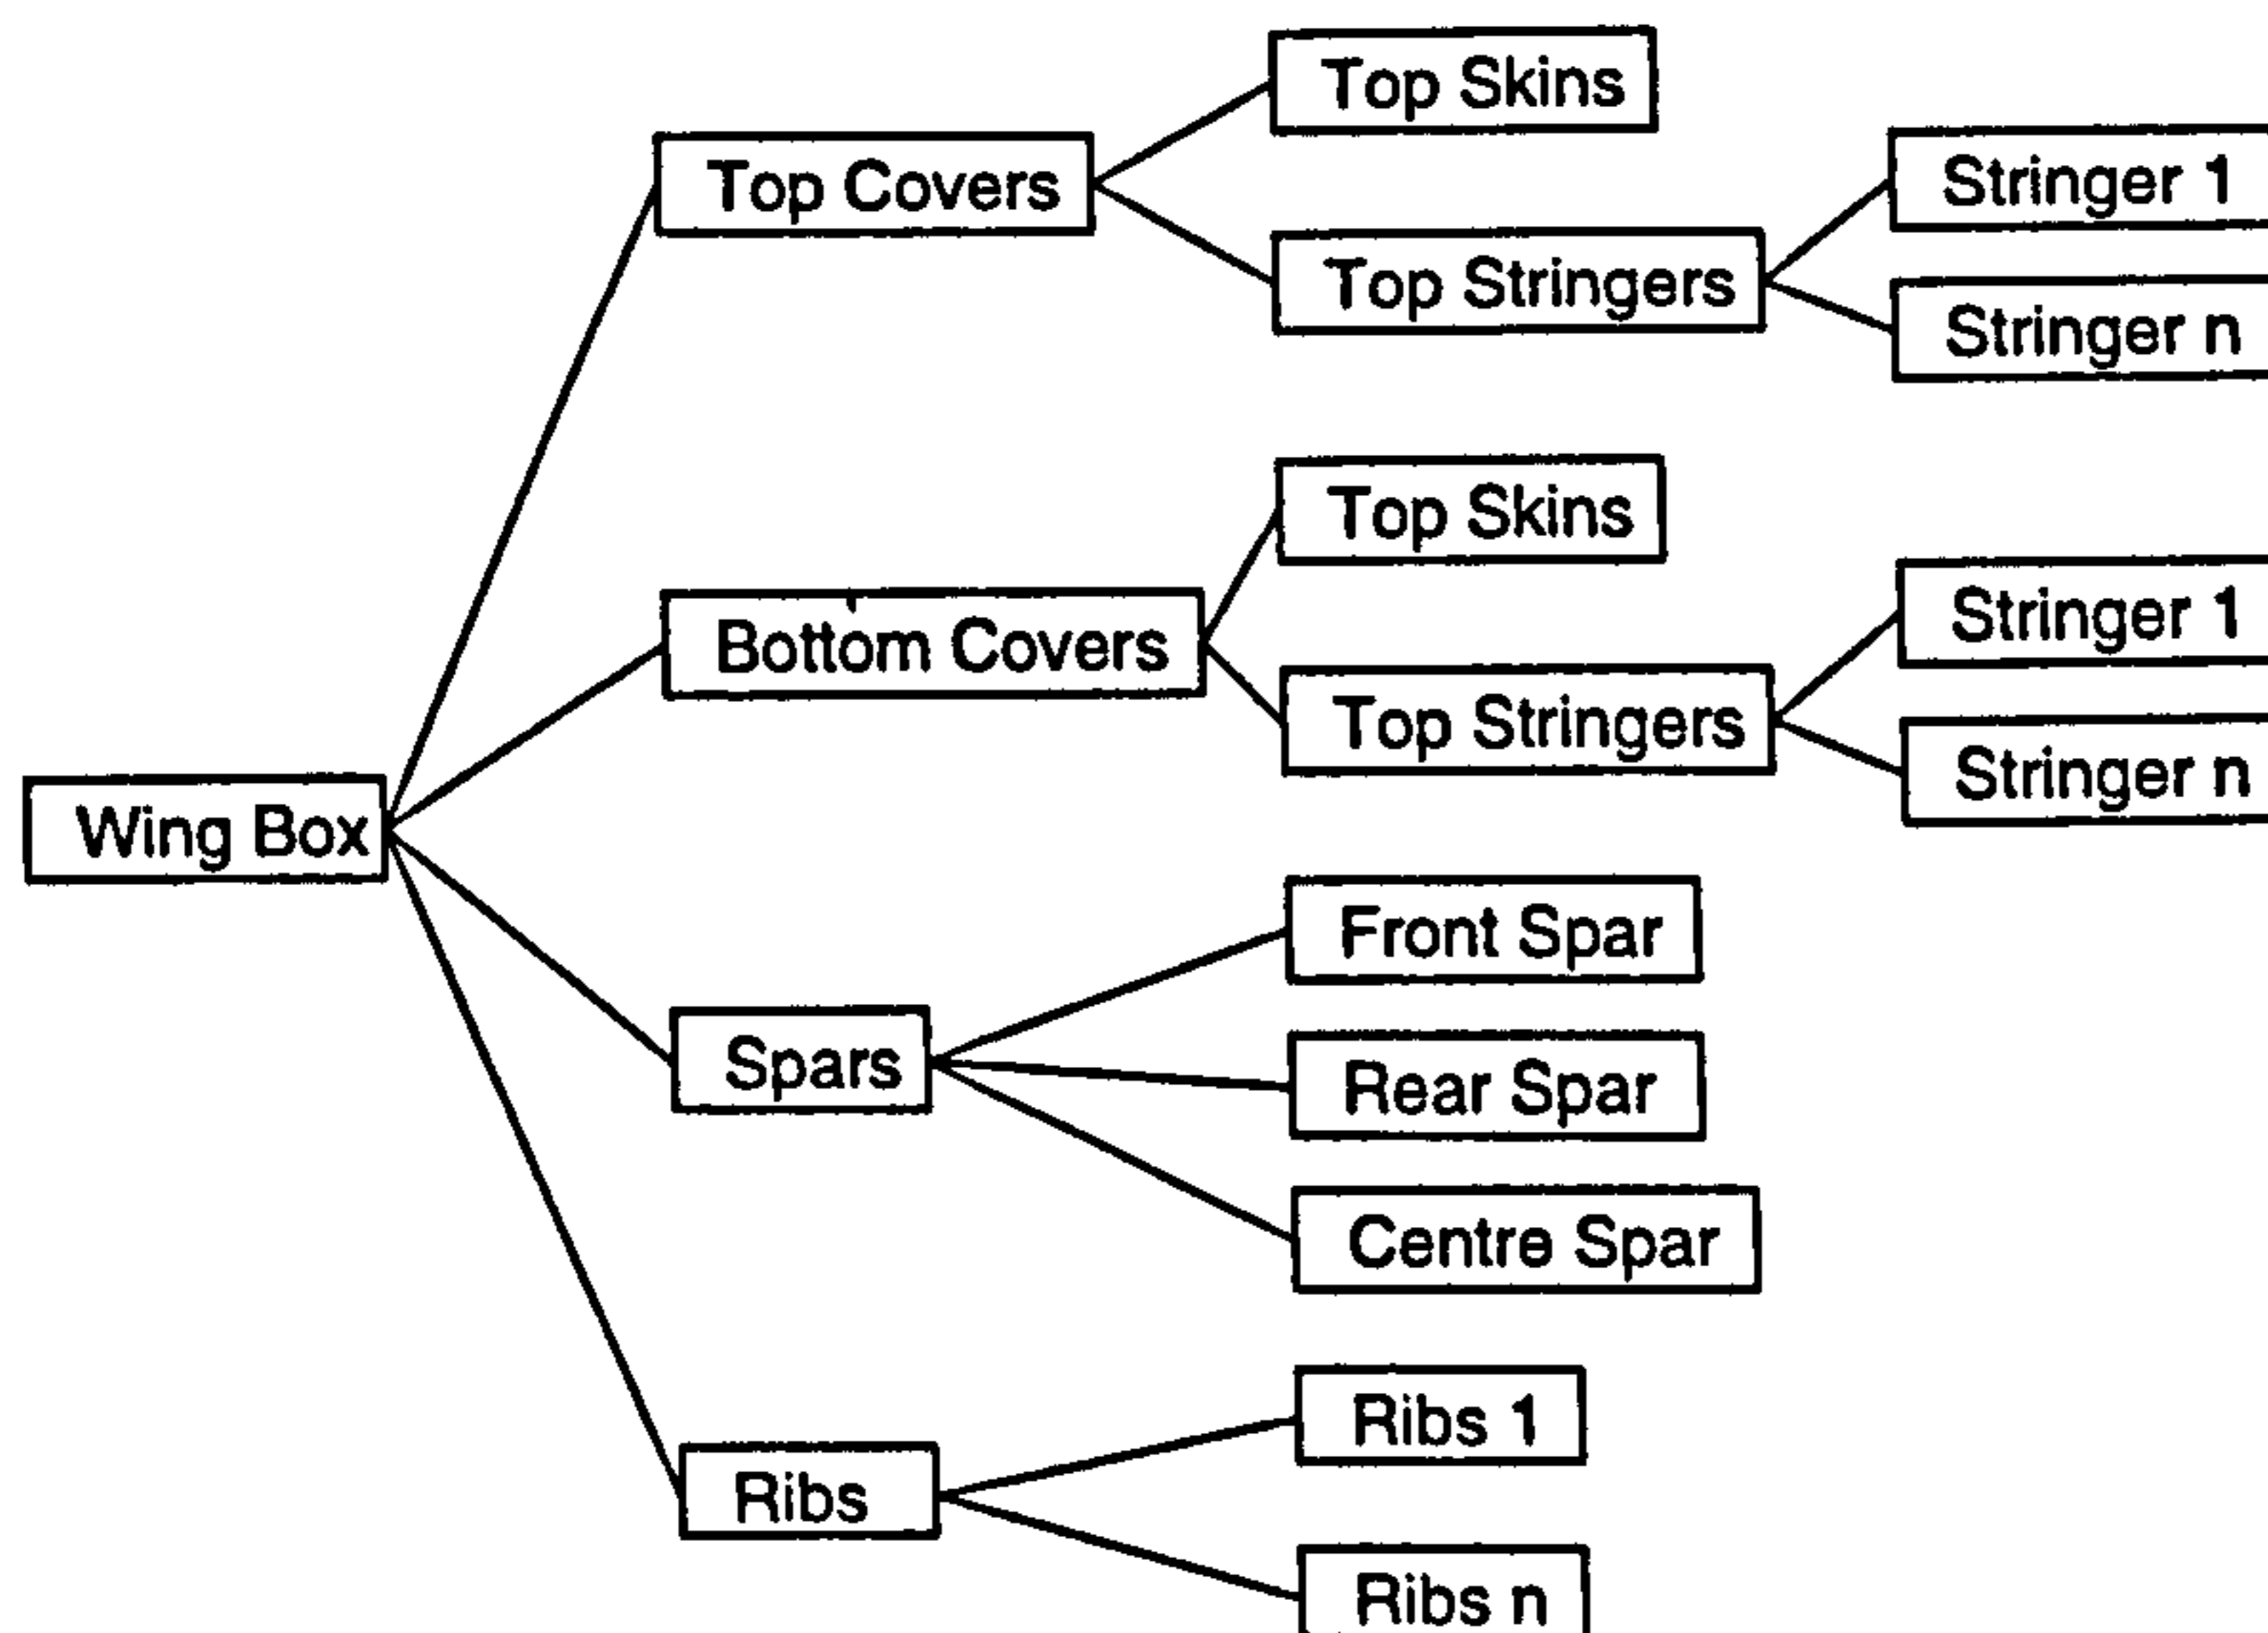 Top Skins
Top Covers
Stringer 1
Top Stringers
Stringer n
Top Skins
Bottom Covers
Stringer 1
Top Stringers
Stringer n
Wing Box
Front Spar
Spars
Rear Spar
Centre Spar
Ribs 1
Ribs
Ribs n